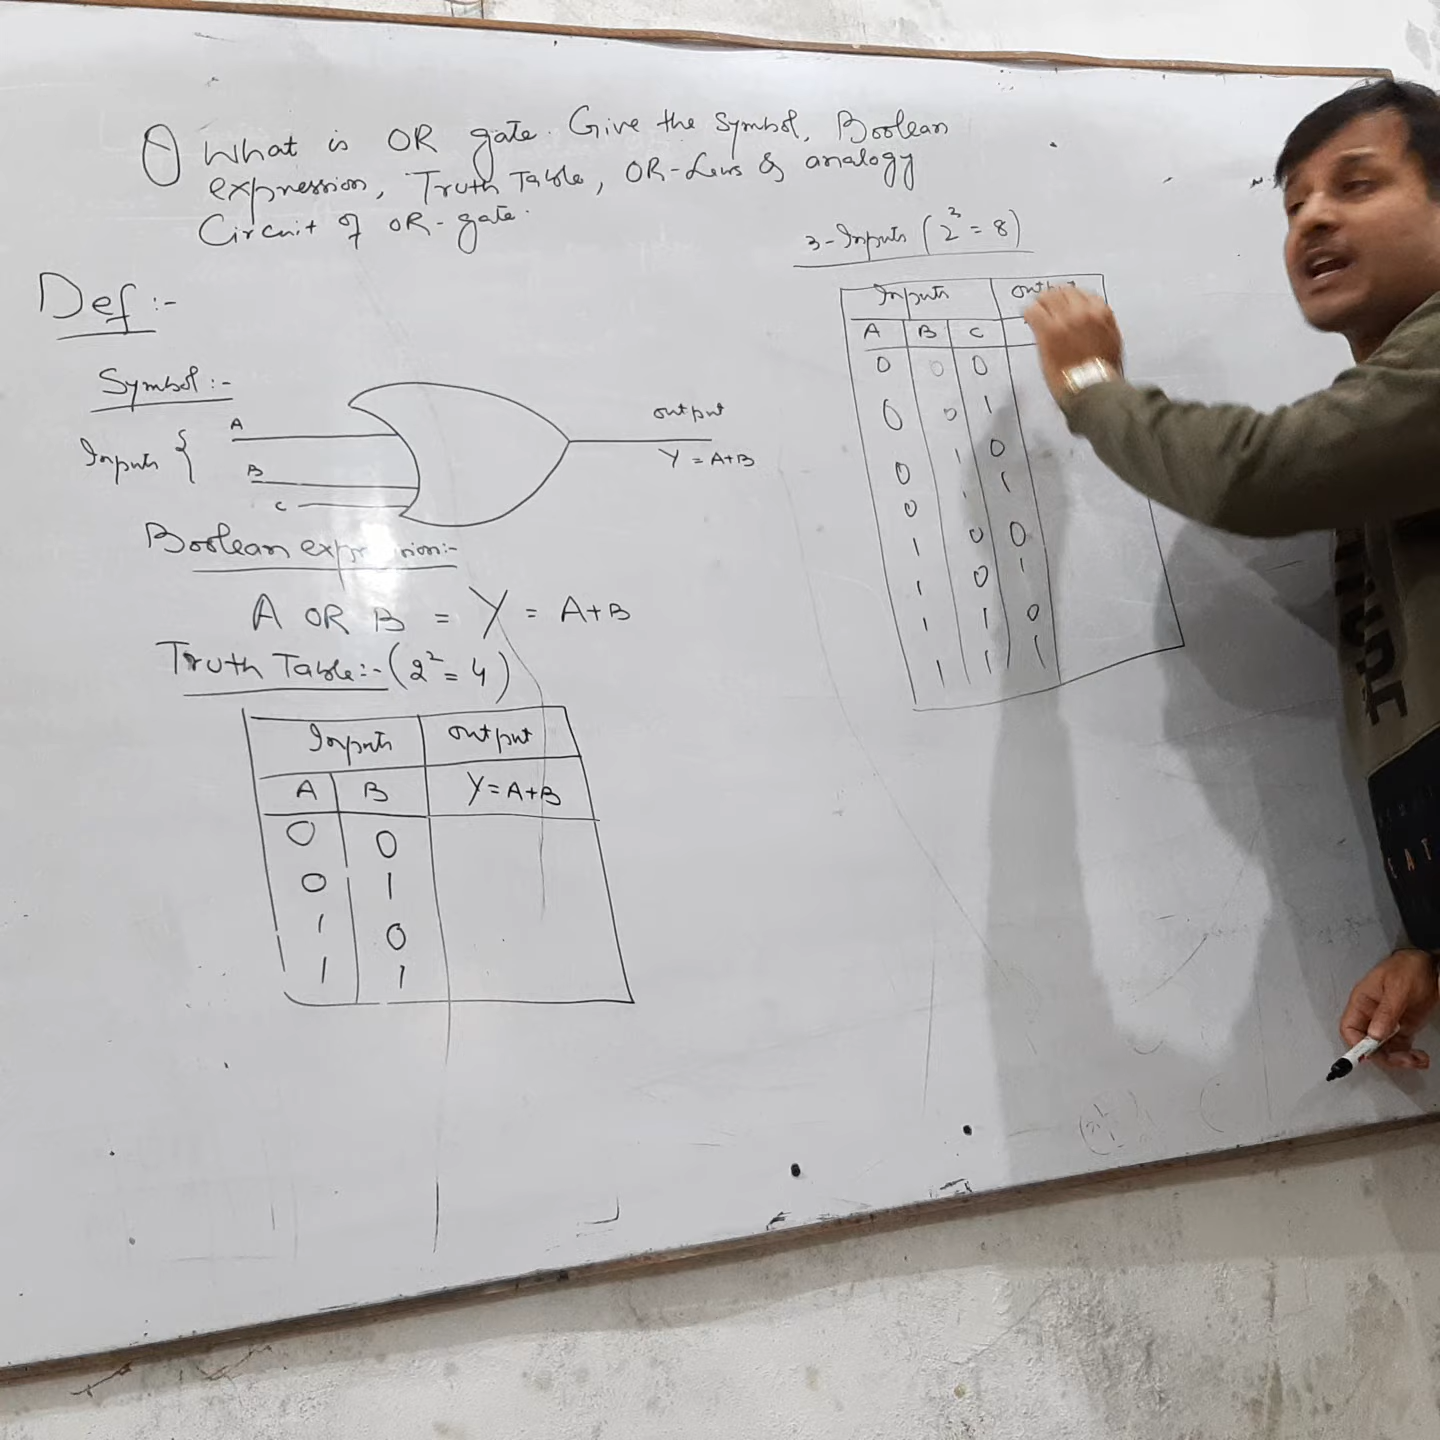 Q What is OR gate. Give the Symbol, Boolean
expression, Truth Table, OR-Laws & analogy
Circuit of OR-gate.
Def :-
Symbol :-
Inputs {
A
B
C
output
Y = A+B
Boolean expression:-
A OR B = Y = A+B
Truth Table:- (2² = 4)
Inputs output
A B Y = A+B
0 0
0 1
1 0
1 1
3-Inputs (2³ = 8)
Inputs output
A B C
0 0 0
0 0 1
0 1 0
0 1 1
1 0 0
1 0 1
1 1 0
1 1 1